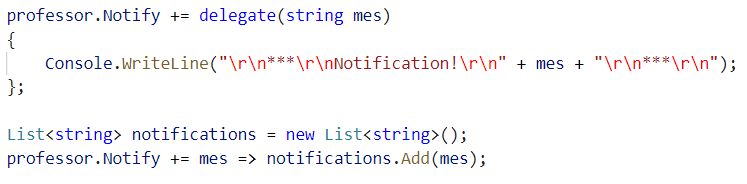 professor.Notify += delegate(string mes)
{
    Console.WriteLine("\r\n***\r\nNotification!\r\n" + mes + "\r\n***\r\n");
};

List<string> notifications = new List<string>();
professor.Notify += mes => notifications.Add(mes);